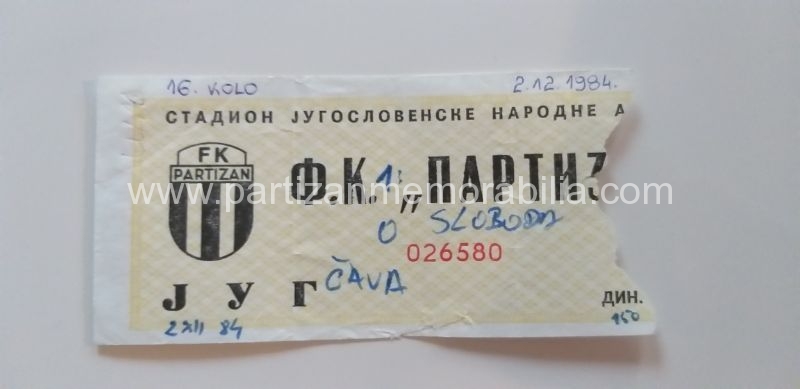 16. KOLO 2.12.1984.
СТАДИОН ЈУГОСЛОВЕНСКЕ НАРОДНЕ А
FK
PARTIZAN
Ф.К. „ПАРТИЗ
1:
0 SLOBODA
www.partizanmemorabilia.com
026580
ЈУГ
ČAVA
ДИН.
2 XII 84
150